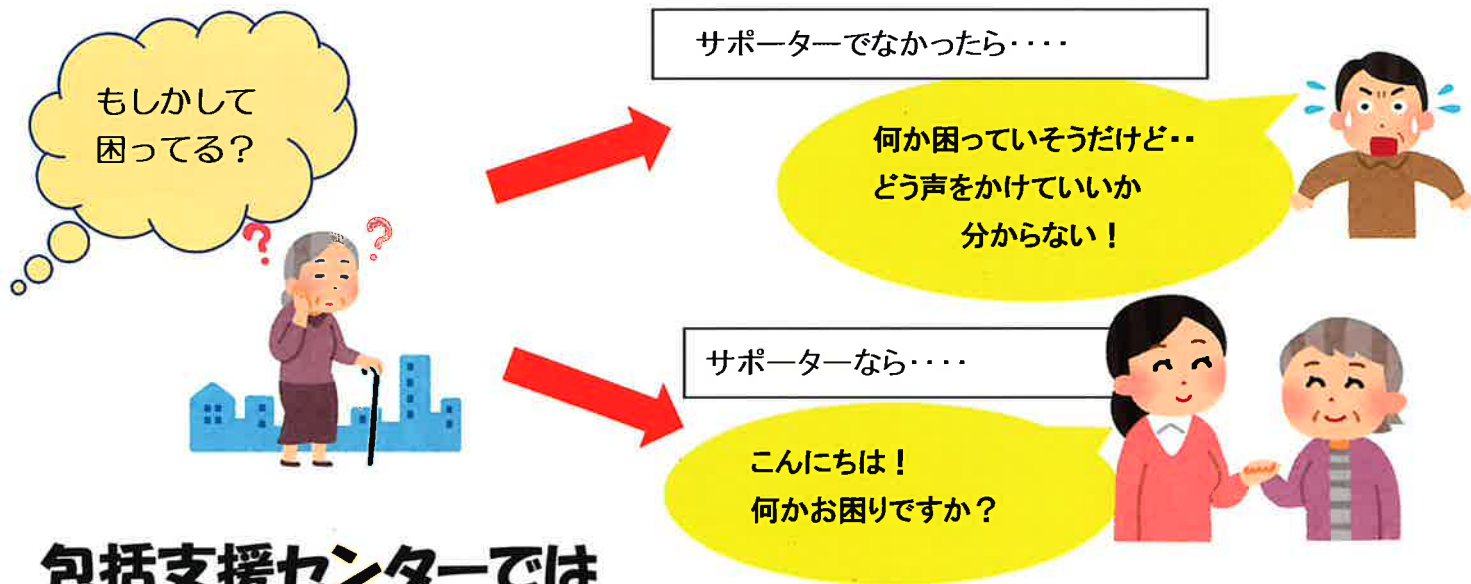 もしかして
困ってる？
サポーターでなかったら・・・・
何か困っていそうだけど・・
どう声をかけていいか
分からない！
サポーターなら・・・・
こんにちは！
何かお困りですか？
包括支援センターでは